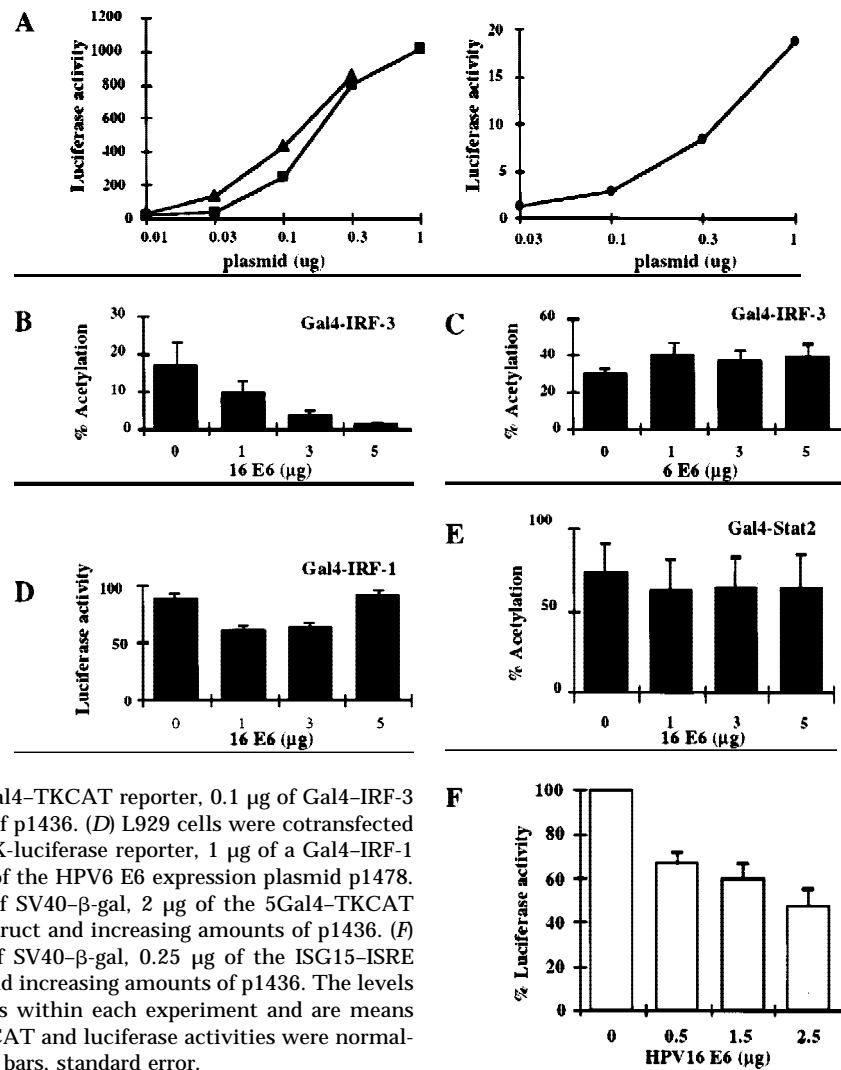 A
Luciferase activity
1200
1000
800
600
400
200
0
0.01 0.03 0.1 0.3 1
plasmid (ug)
Luciferase activity
20
15
10
5
0
0.03 0.1 0.3 1
plasmid (ug)
B
Gal4-IRF-3
% Acetylation
30
20
10
0
0 1 3 5
16 E6 (µg)
C
Gal4-IRF-3
% Acetylation
60
40
20
0
0 1 3 5
6 E6 (µg)
D
Gal4-IRF-1
Luciferase activity
100
50
0
0 1 3 5
16 E6 (µg)
E
Gal4-Stat2
% Acetylation
100
50
0
0 1 3 5
16 E6 (µg)
al4–TKCAT reporter, 0.1 µg of Gal4–IRF-3
f p1436. (D) L929 cells were cotransfected
K-luciferase reporter, 1 µg of a Gal4–IRF-1
of the HPV6 E6 expression plasmid p1478.
f SV40–β-gal, 2 µg of the 5Gal4–TKCAT
ruct and increasing amounts of p1436. (F)
f SV40–β-gal, 0.25 µg of the ISG15–ISRE
d increasing amounts of p1436. The levels
s within each experiment and are means
CAT and luciferase activities were normal-
bars, standard error.
F
% Luciferase activity
100
80
60
40
20
0
0 0.5 1.5 2.5
HPV16 E6 (µg)